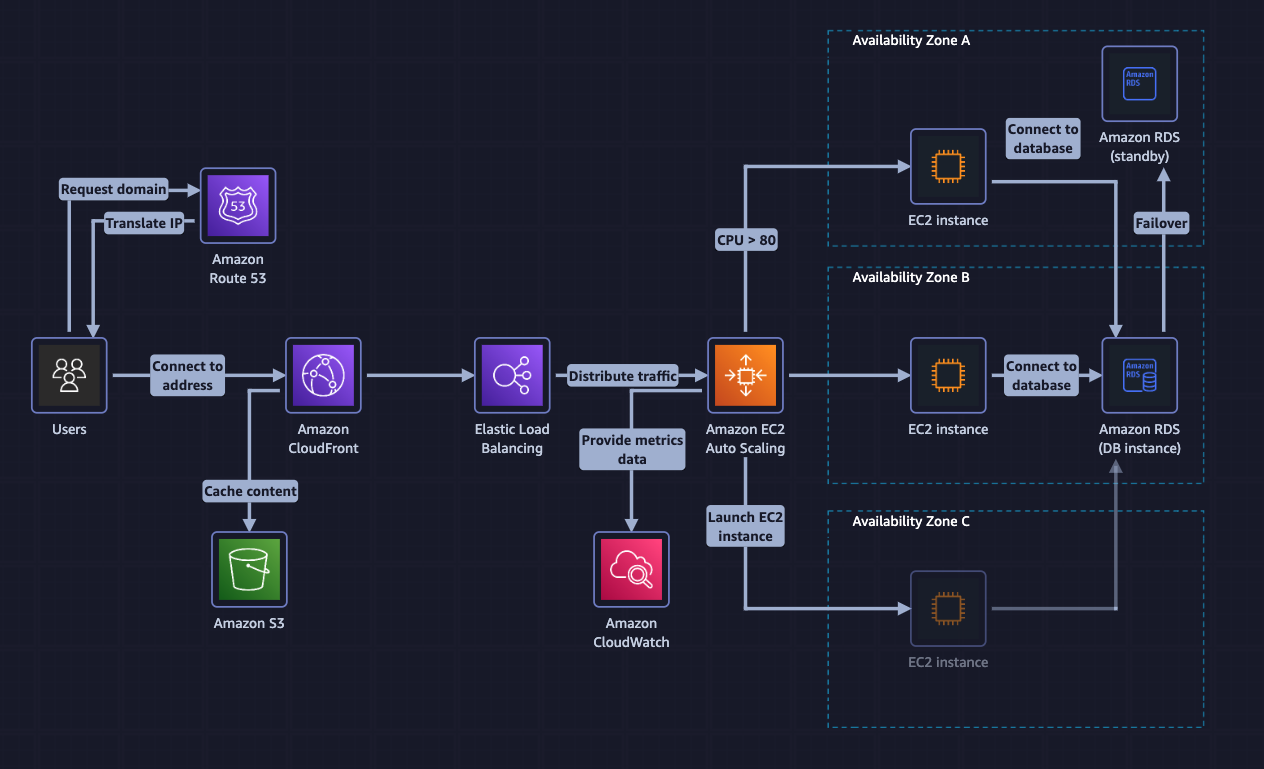 Availability Zone A
Amazon
RDS
Amazon RDS
(standby)
Connect to
database
EC2 instance
Failover
Request domain
Translate IP
53
Amazon
Route 53
CPU > 80
Availability Zone B
Users
Connect to
address
Amazon
CloudFront
Elastic Load
Balancing
Distribute traffic
Amazon EC2
Auto Scaling
EC2 instance
Connect to
database
Amazon
RDS
Amazon RDS
(DB instance)
Provide metrics
data
Cache content
Launch EC2
instance
Availability Zone C
Amazon S3
Amazon
CloudWatch
EC2 instance